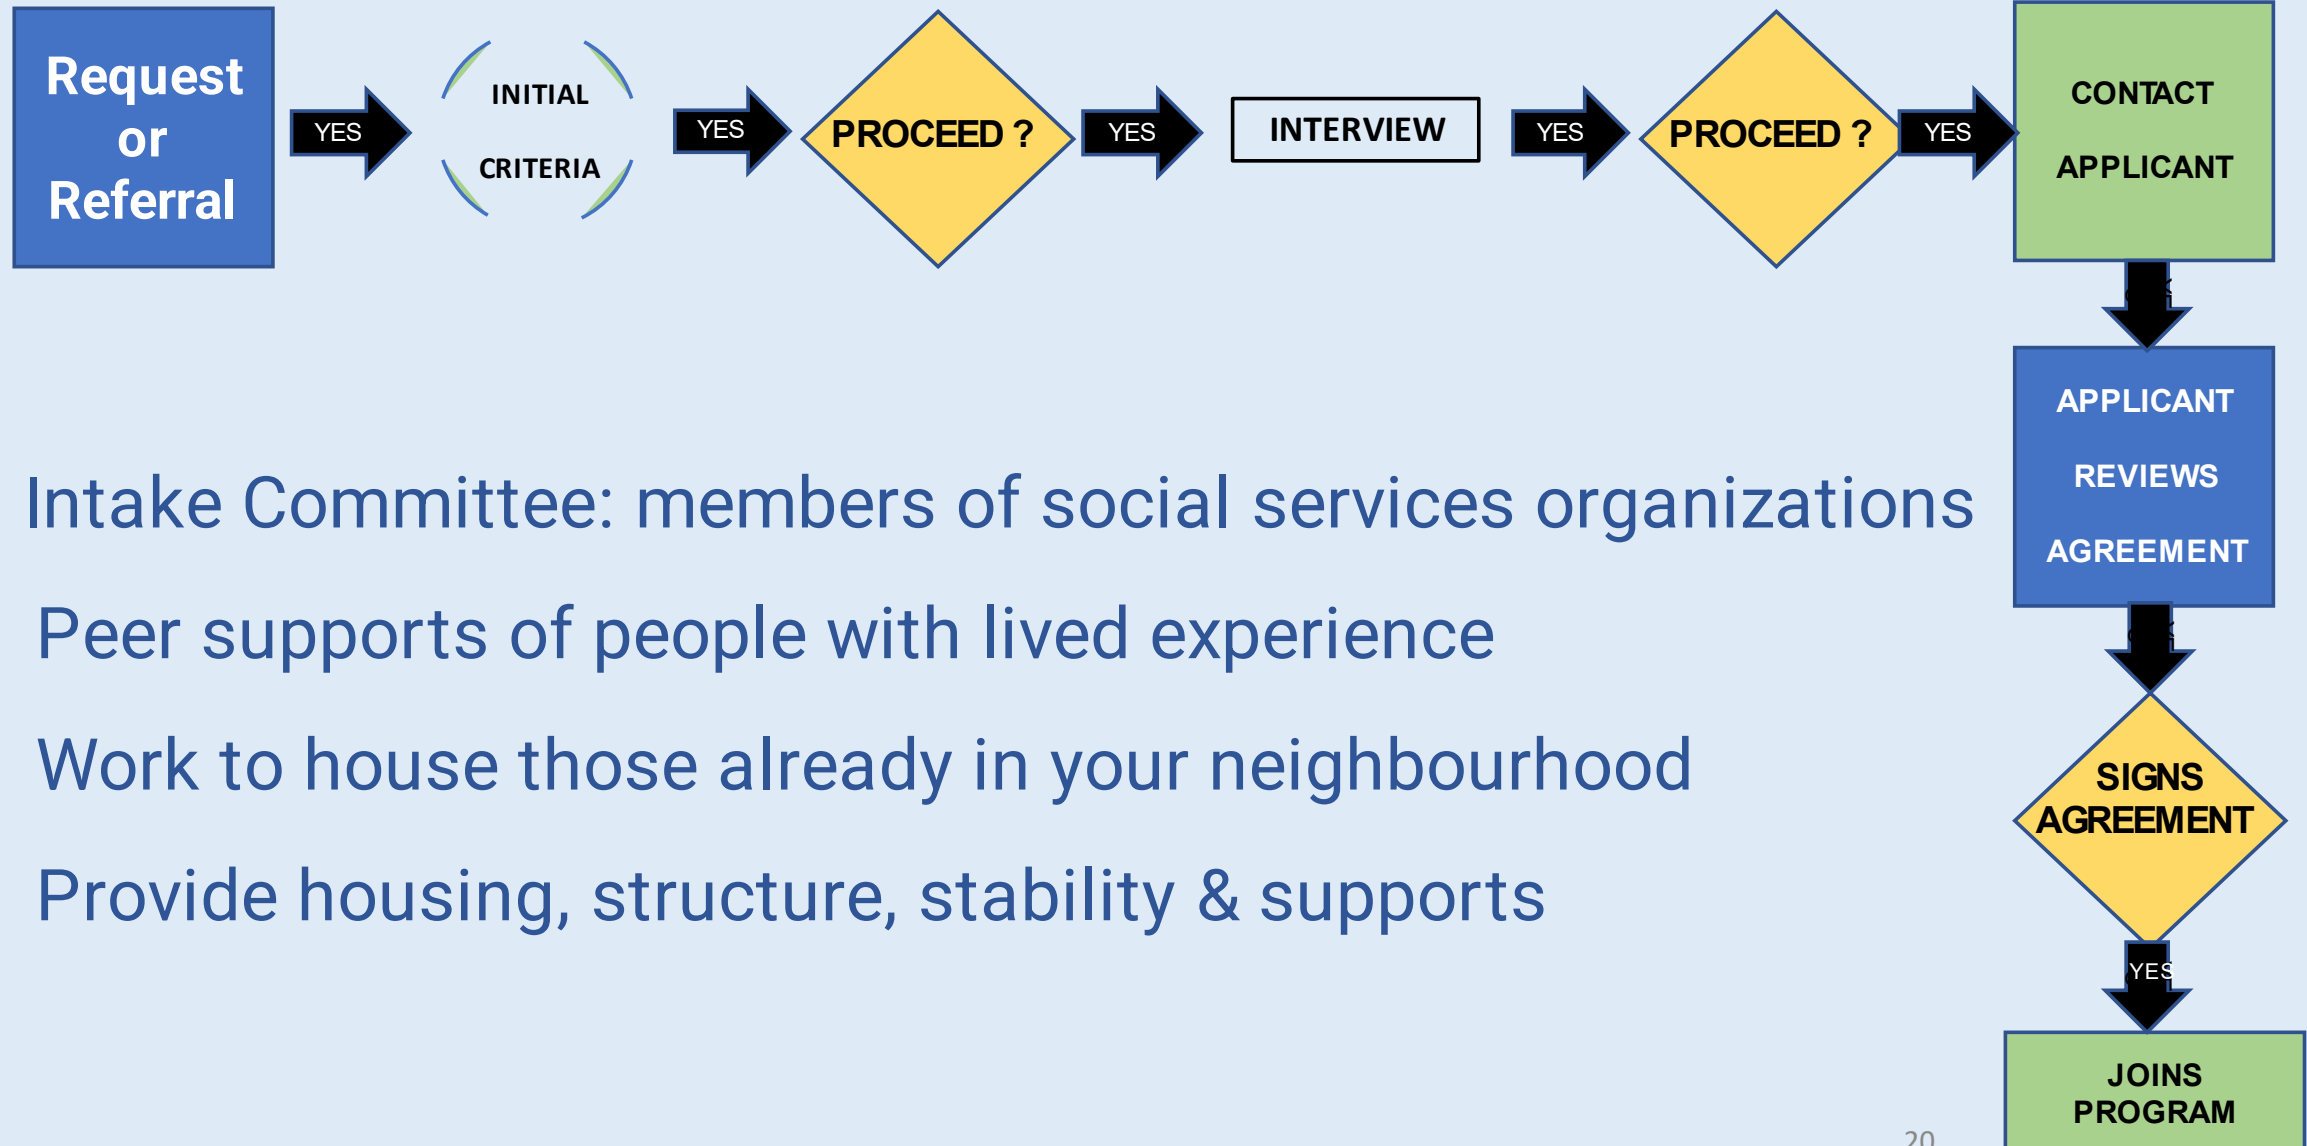 Request
or
Referral
YES
INITIAL
CRITERIA
YES
PROCEED ?
YES
INTERVIEW
YES
PROCEED ?
YES
CONTACT
APPLICANT
APPLICANT
REVIEWS
AGREEMENT
SIGNS
AGREEMENT
YES
JOINS
PROGRAM
Intake Committee: members of social services organizations
Peer supports of people with lived experience
Work to house those already in your neighbourhood
Provide housing, structure, stability & supports
20